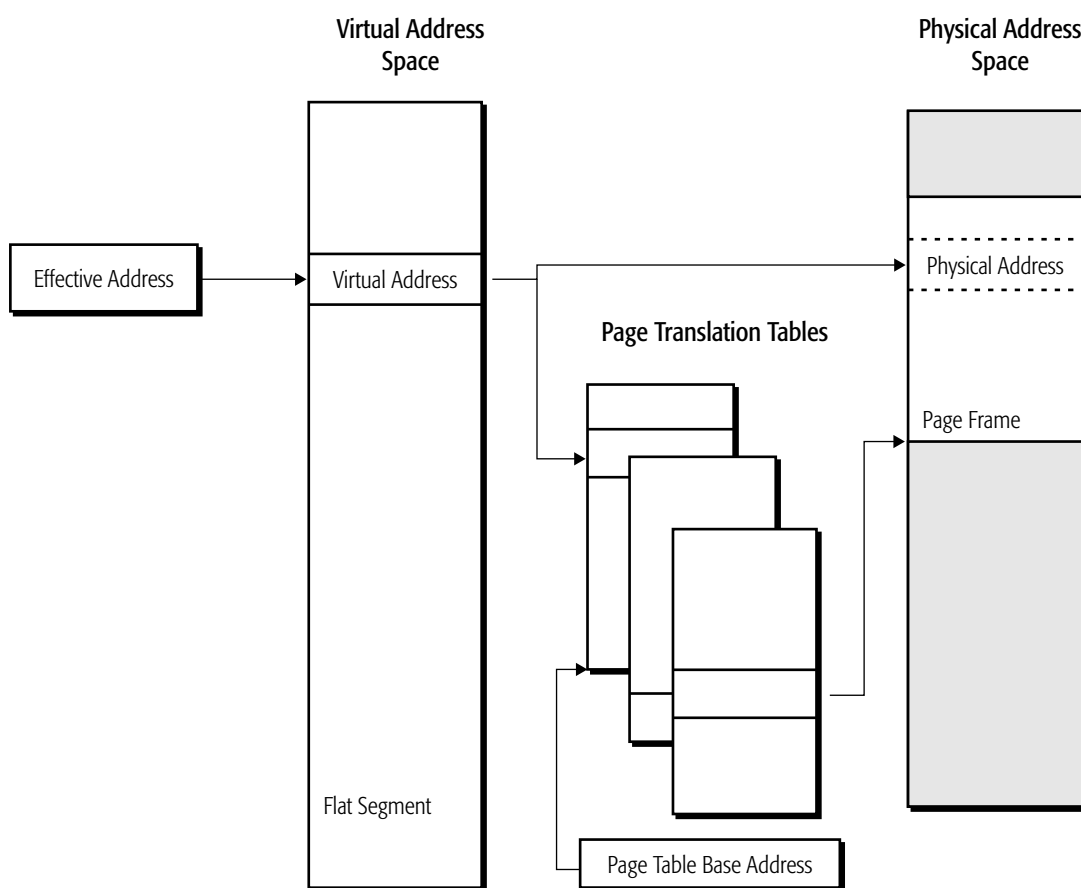 Virtual Address
Space
Physical Address
Space
Effective Address
Virtual Address
Physical Address
Page Translation Tables
Page Frame
Flat Segment
Page Table Base Address